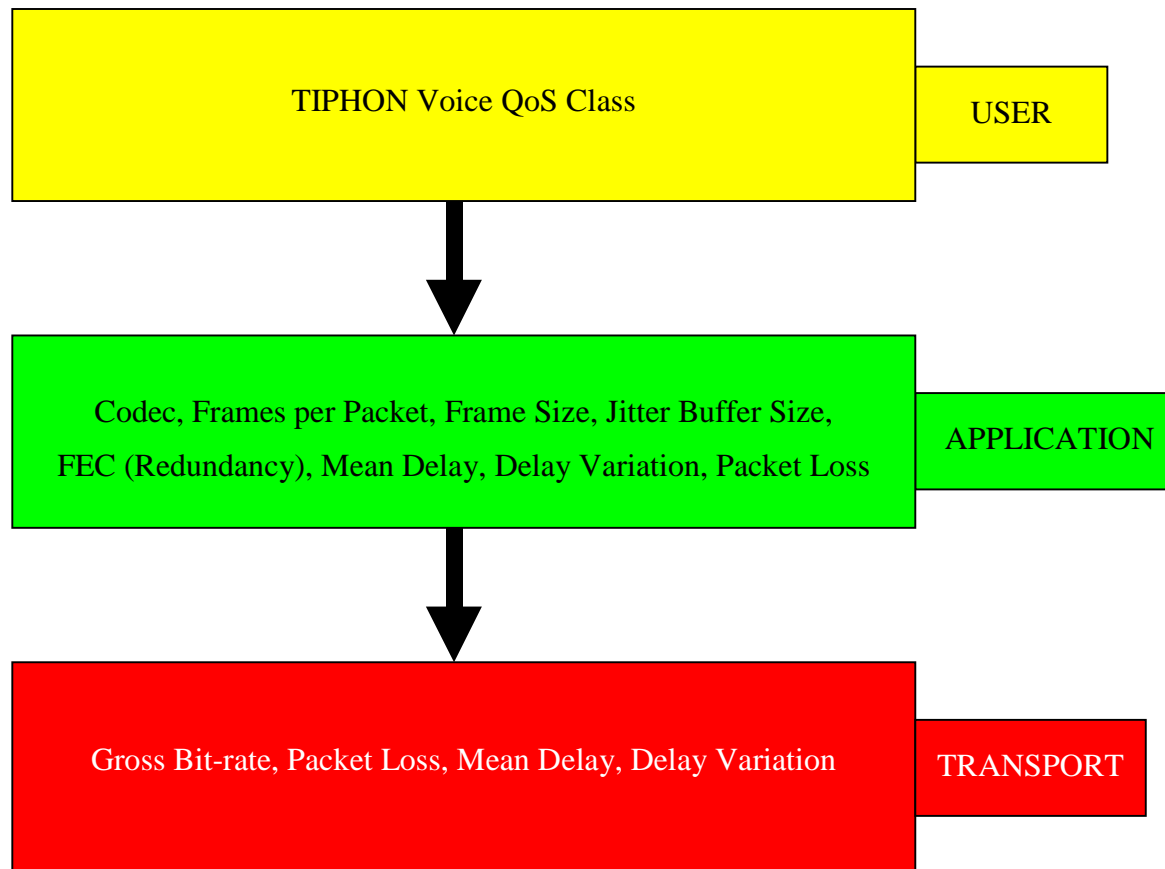 TIPHON Voice QoS Class
USER
Codec, Frames per Packet, Frame Size, Jitter Buffer Size,
FEC (Redundancy), Mean Delay, Delay Variation, Packet Loss
APPLICATION
Gross Bit-rate, Packet Loss, Mean Delay, Delay Variation
TRANSPORT